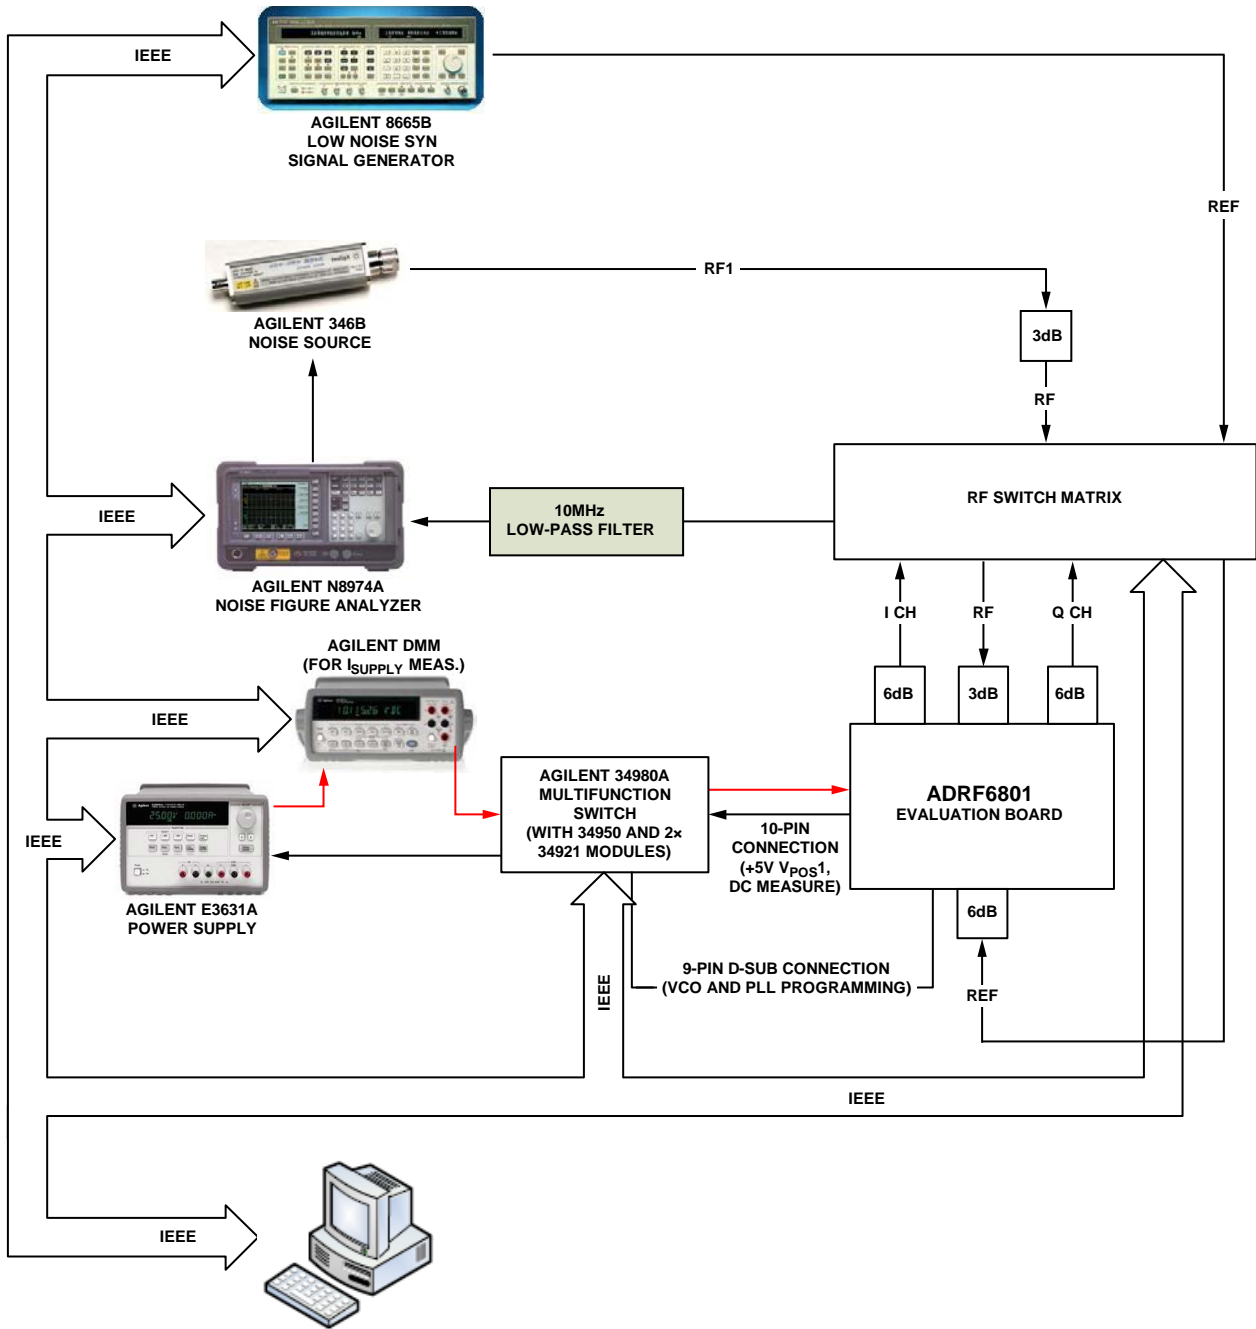 IEEE
AGILENT 8665B
LOW NOISE SYN
SIGNAL GENERATOR
REF
RF1
AGILENT 346B
NOISE SOURCE
3dB
RF
IEEE
10MHz
LOW-PASS FILTER
RF SWITCH MATRIX
AGILENT N8974A
NOISE FIGURE ANALYZER
I CH
RF
Q CH
AGILENT DMM
(FOR ISUPPLY MEAS.)
6dB
3dB
6dB
IEEE
AGILENT 34980A
MULTIFUNCTION
SWITCH
(WITH 34950 AND 2×
34921 MODULES)
ADRF6801
EVALUATION BOARD
IEEE
10-PIN
CONNECTION
(+5V VPOS1,
DC MEASURE)
AGILENT E3631A
POWER SUPPLY
6dB
9-PIN D-SUB CONNECTION
(VCO AND PLL PROGRAMMING)
IEEE
REF
IEEE
IEEE